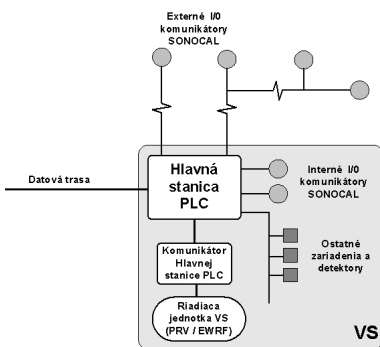 Externé I/0
komunikátory
SONOCAL
Hlavná
stanica
PLC
Datová trasa
Interné I/0
komunikátory
SONOCAL
Komunikátor
Hlavnej
stanice PLC
Ostatné
zariadenia a
detektory
Riadiaca
jednotka VS
(PRV / EWRF)
VS